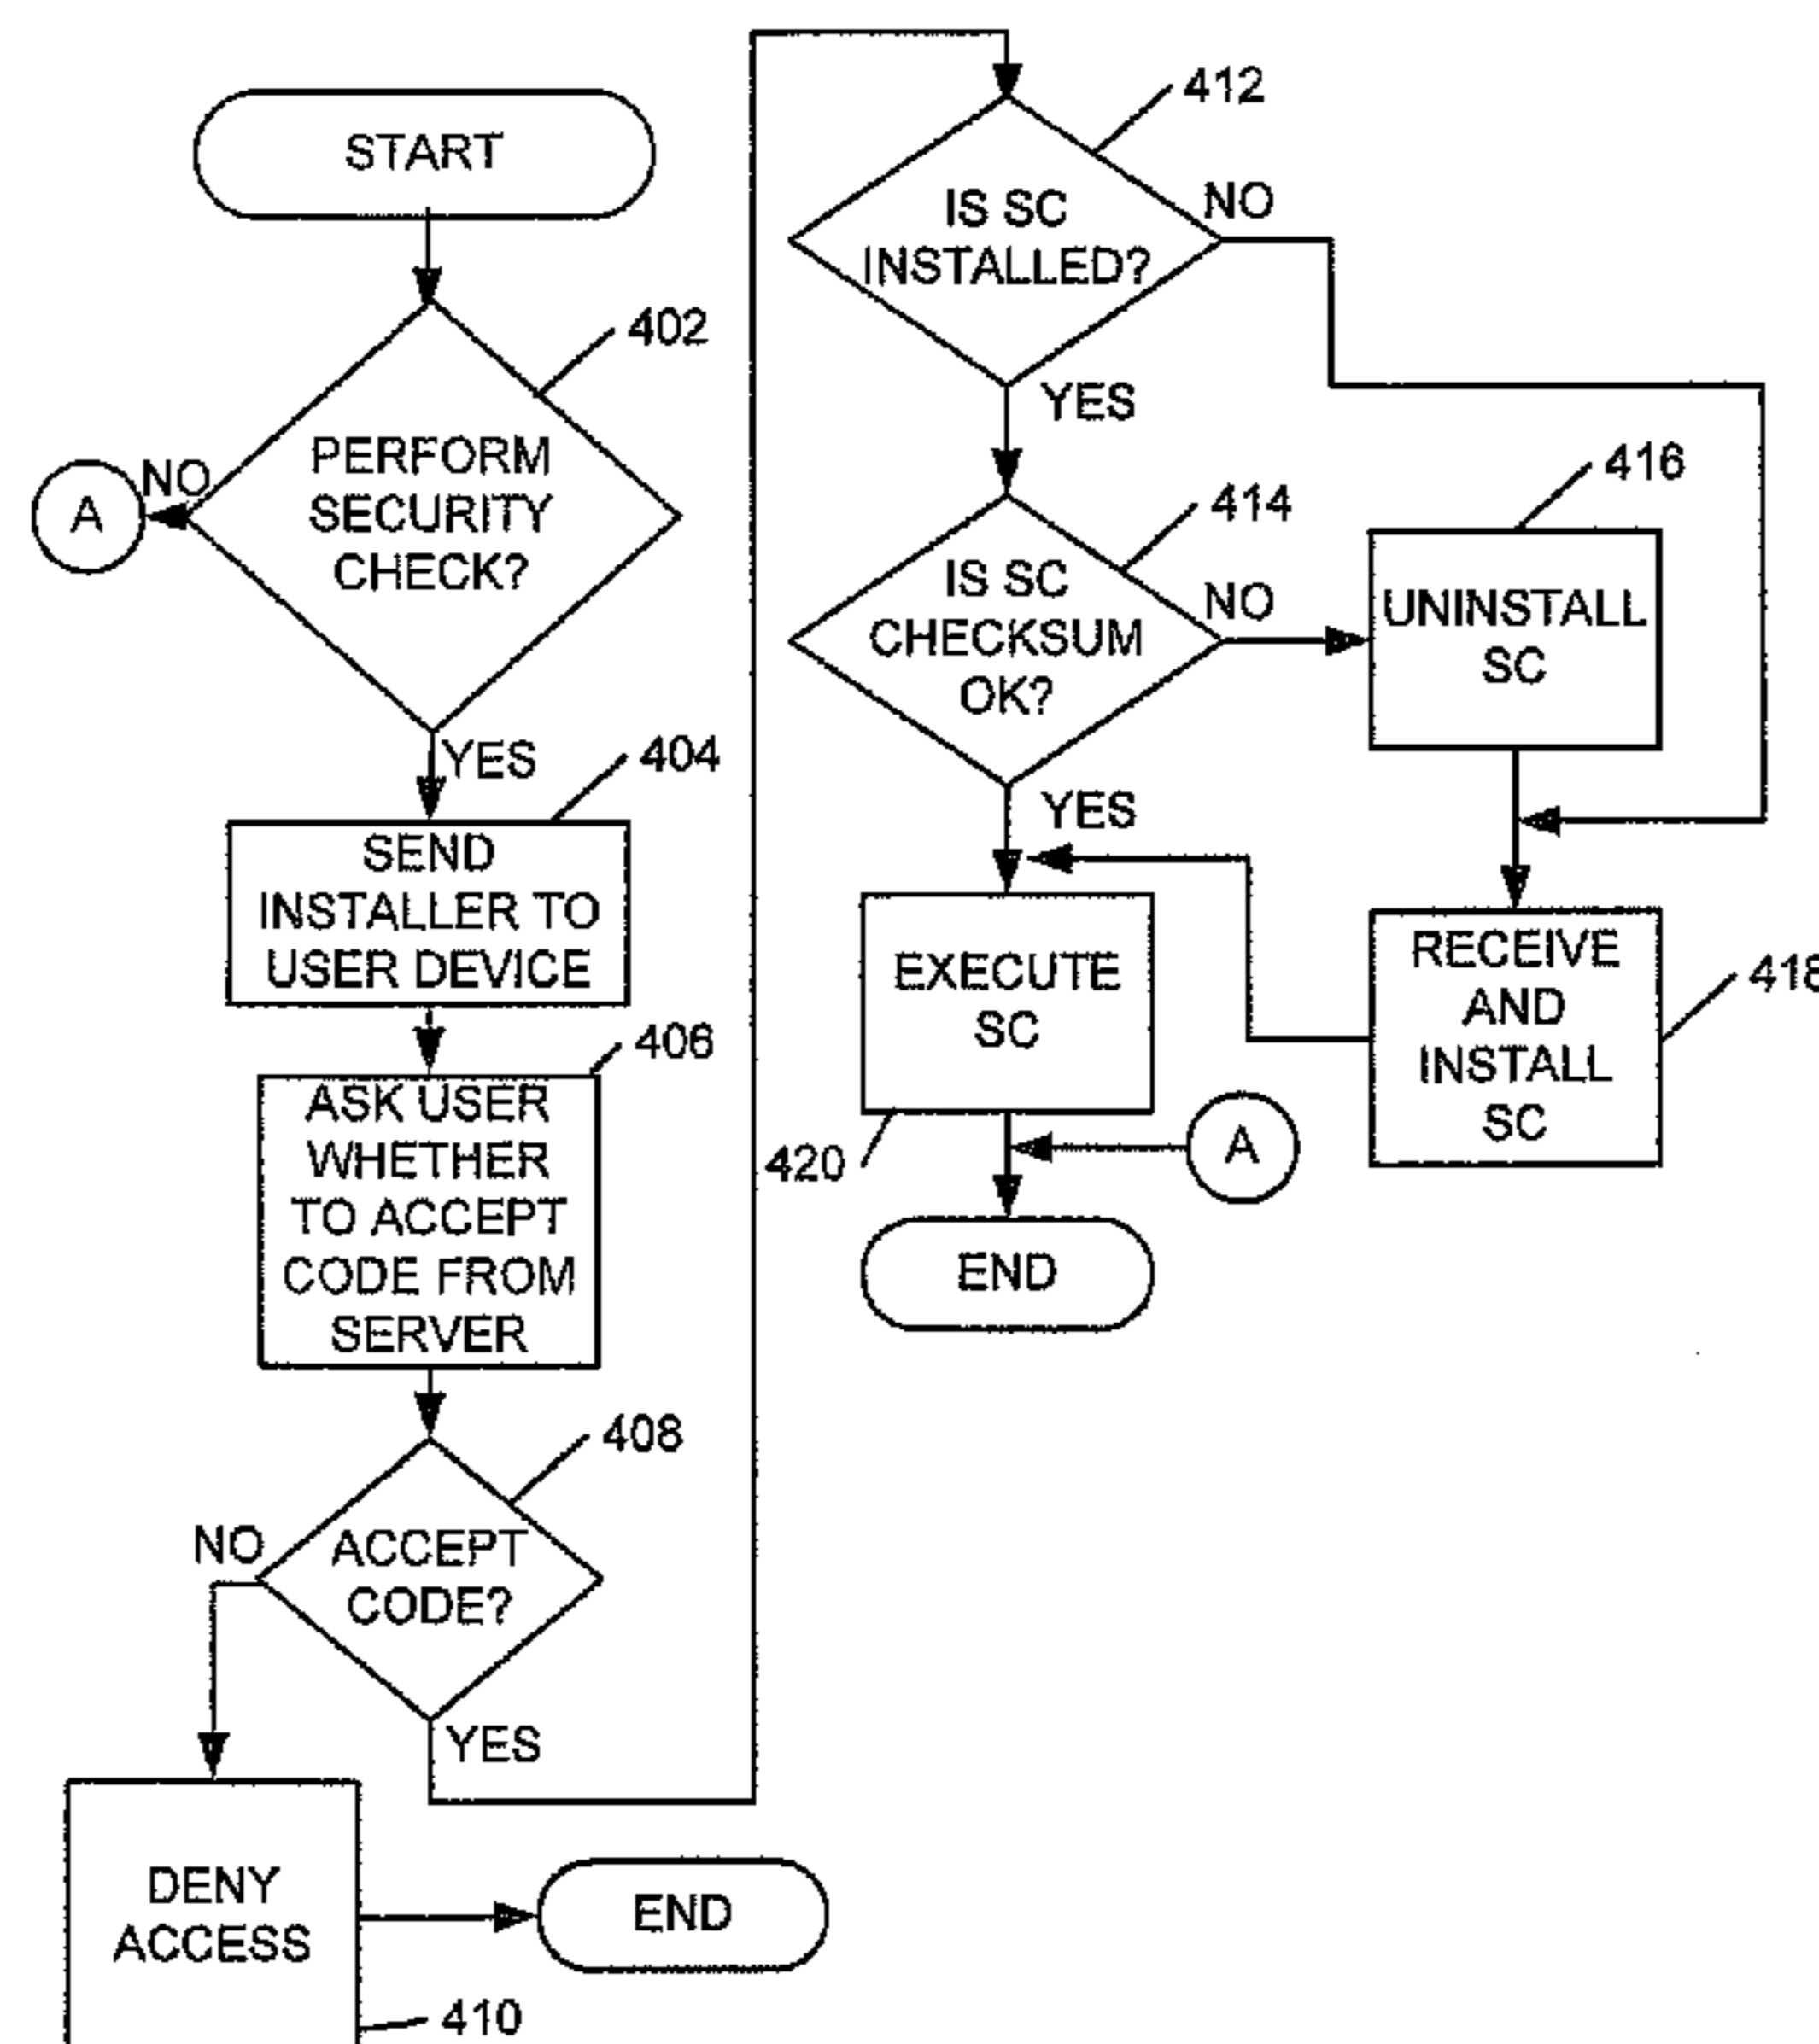 START
402
PERFORM
SECURITY
CHECK?
NO
A
YES
404
SEND
INSTALLER TO
USER DEVICE
406
ASK USER
WHETHER
TO ACCEPT
CODE FROM
SERVER
408
ACCEPT
CODE?
NO
YES
DENY
ACCESS
410
END
412
IS SC
INSTALLED?
NO
YES
414
IS SC
CHECKSUM
OK?
NO
YES
416
UNINSTALL
SC
RECEIVE
AND
INSTALL
SC
418
EXECUTE
SC
420
A
END